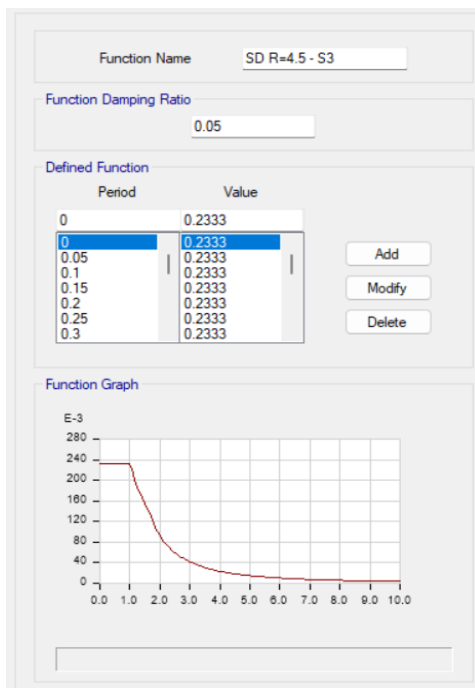 Function Name SD R=4.5 - S3
Function Damping Ratio
0.05
Defined Function
Period Value
0 0.2333
0 0.2333
0.05 0.2333
0.1 0.2333
0.15 0.2333
0.2 0.2333
0.25 0.2333
0.3 0.2333
Add
Modify
Delete
Function Graph
E-3
280
240
200
160
120
80
40
0
0.0 1.0 2.0 3.0 4.0 5.0 6.0 7.0 8.0 9.0 10.0